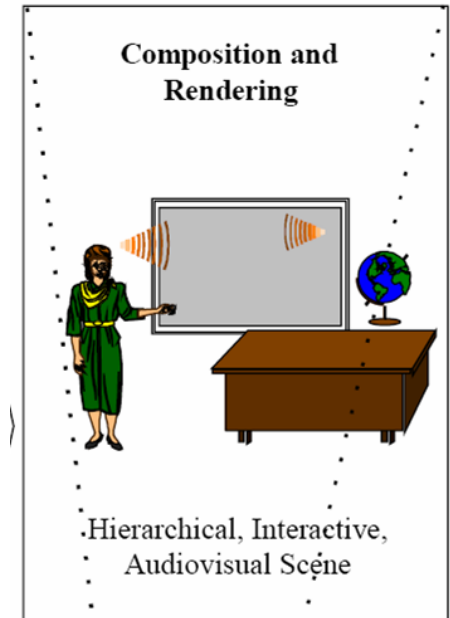 Composition and
Rendering
Hierarchical, Interactive,
Audiovisual Scene